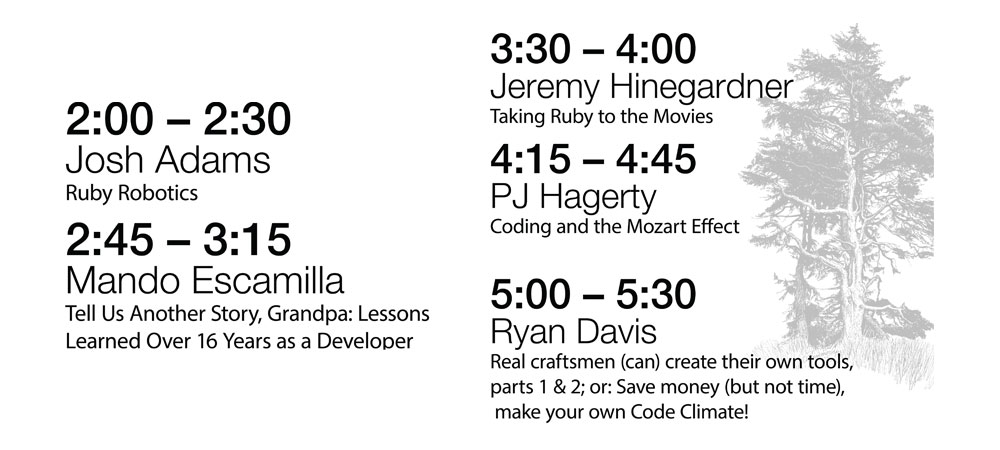 2:00 – 2:30
Josh Adams
Ruby Robotics
2:45 – 3:15
Mando Escamilla
Tell Us Another Story, Grandpa: Lessons
Learned Over 16 Years as a Developer
3:30 – 4:00
Jeremy Hinegardner
Taking Ruby to the Movies
4:15 – 4:45
PJ Hagerty
Coding and the Mozart Effect
5:00 – 5:30
Ryan Davis
Real craftsmen (can) create their own tools,
parts 1 & 2; or: Save money (but not time),
make your own Code Climate!